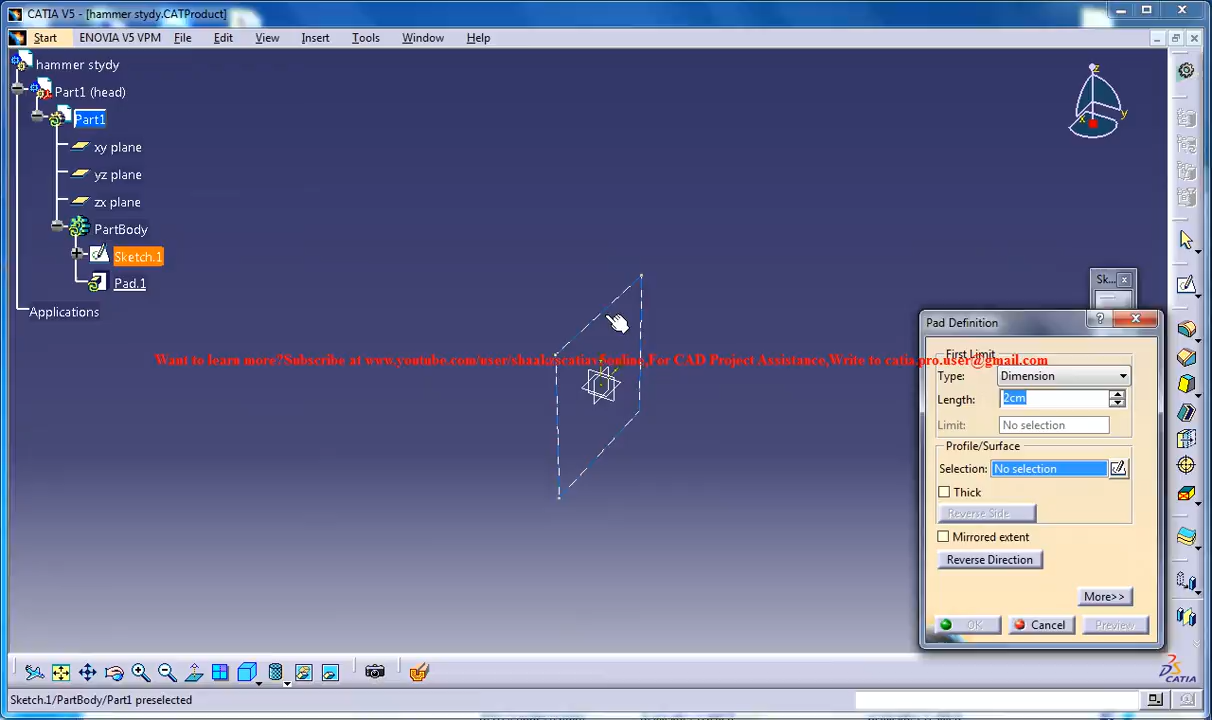 CATIA V5 - [hammer stydy.CATProduct]
Start ENOVIA V5 VPM File Edit View Insert Tools Window Help
hammer stydy
Part1 (head)
Part1
xy plane
yz plane
zx plane
PartBody
Sketch.1
Pad.1
Applications
z
y
x
Sk...
Want to learn more?Subscribe at www.youtube.com/user/shaalascatiav5online,For CAD Project Assistance,Write to catia.pro.user@gmail.com
Pad Definition
First Limit
Type: Dimension
Length: 2cm
Limit: No selection
Profile/Surface
Selection: No selection
Thick
Reverse Side
Mirrored extent
Reverse Direction
More>>
OK Cancel Preview
Sketch.1/PartBody/Part1 preselected
CATIA